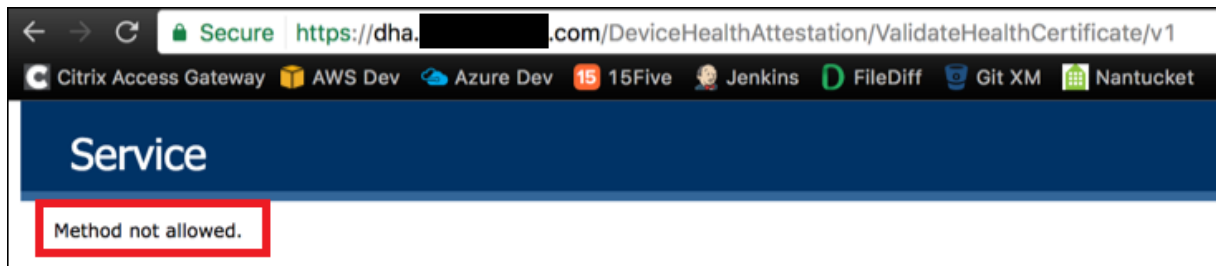 Secure https://dha. .com/DeviceHealthAttestation/ValidateHealthCertificate/v1
C Citrix Access Gateway AWS Dev Azure Dev 15 15Five Jenkins D FileDiff Git XM Nantucket
Service
Method not allowed.